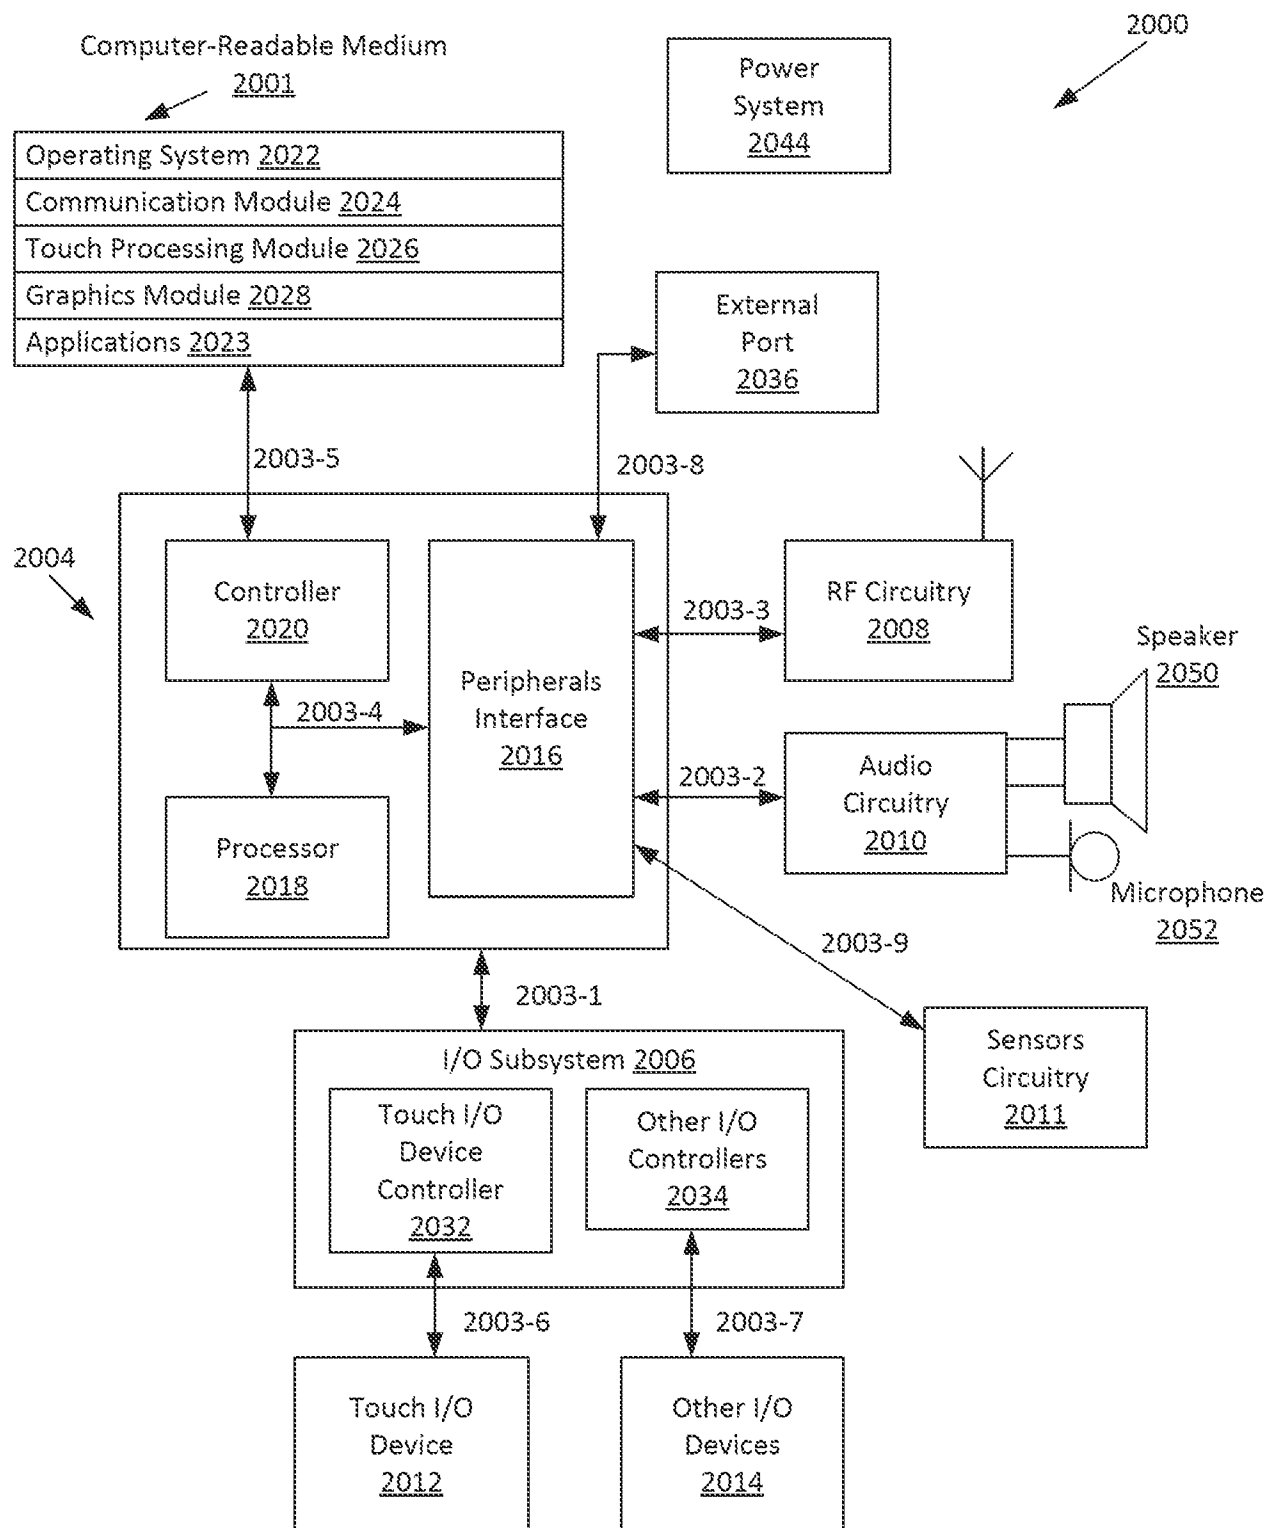 2000
Computer-Readable Medium
2001
Power
System
2044
Operating System 2022
Communication Module 2024
Touch Processing Module 2026
Graphics Module 2028
Applications 2023
External
Port
2036
2003-5
2003-8
2004
Controller
2020
RF Circuitry
2008
2003-3
Speaker
2050
Peripherals
Interface
2016
2003-4
2003-2
Audio
Circuitry
2010
Processor
2018
Microphone
2052
2003-9
2003-1
Sensors
Circuitry
2011
I/O Subsystem 2006
Touch I/O
Device
Controller
2032
Other I/O
Controllers
2034
2003-6
2003-7
Touch I/O
Device
2012
Other I/O
Devices
2014